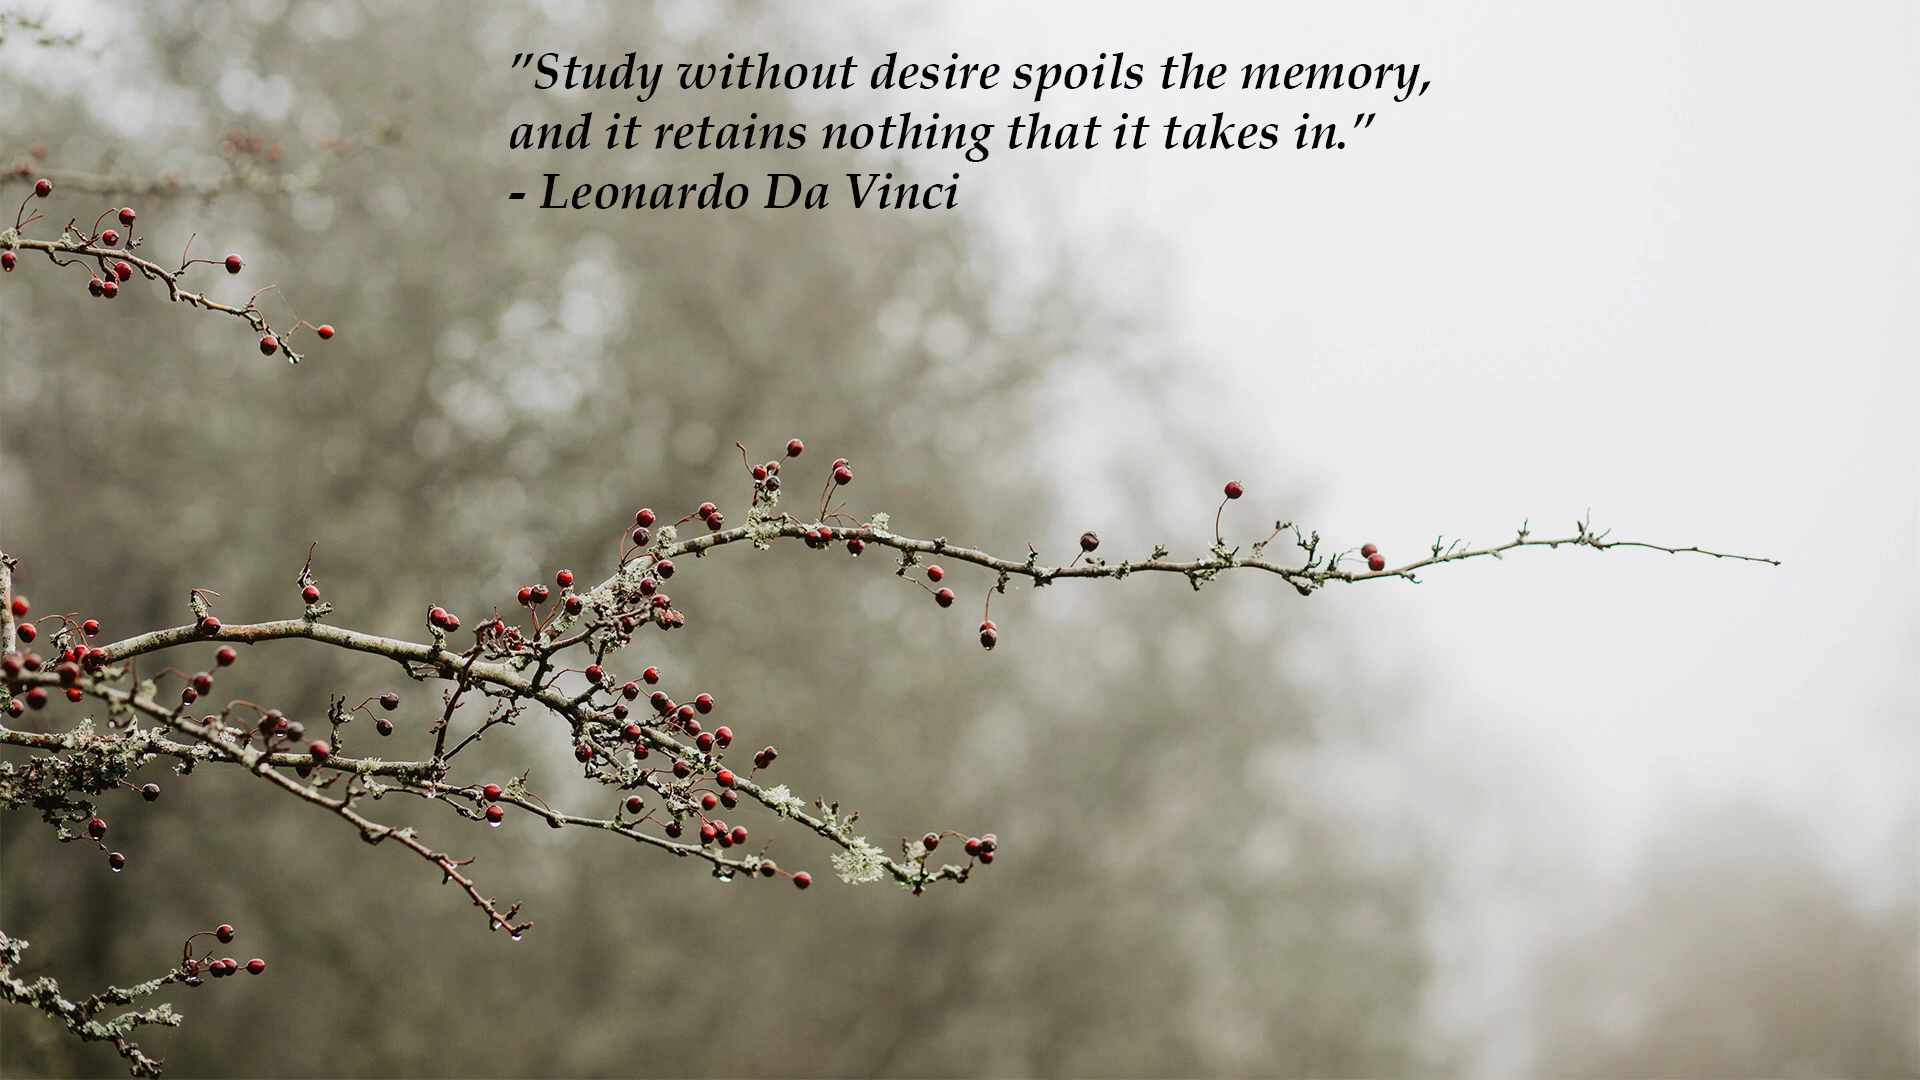 "Study without desire spoils the memory,
and it retains nothing that it takes in."
- Leonardo Da Vinci